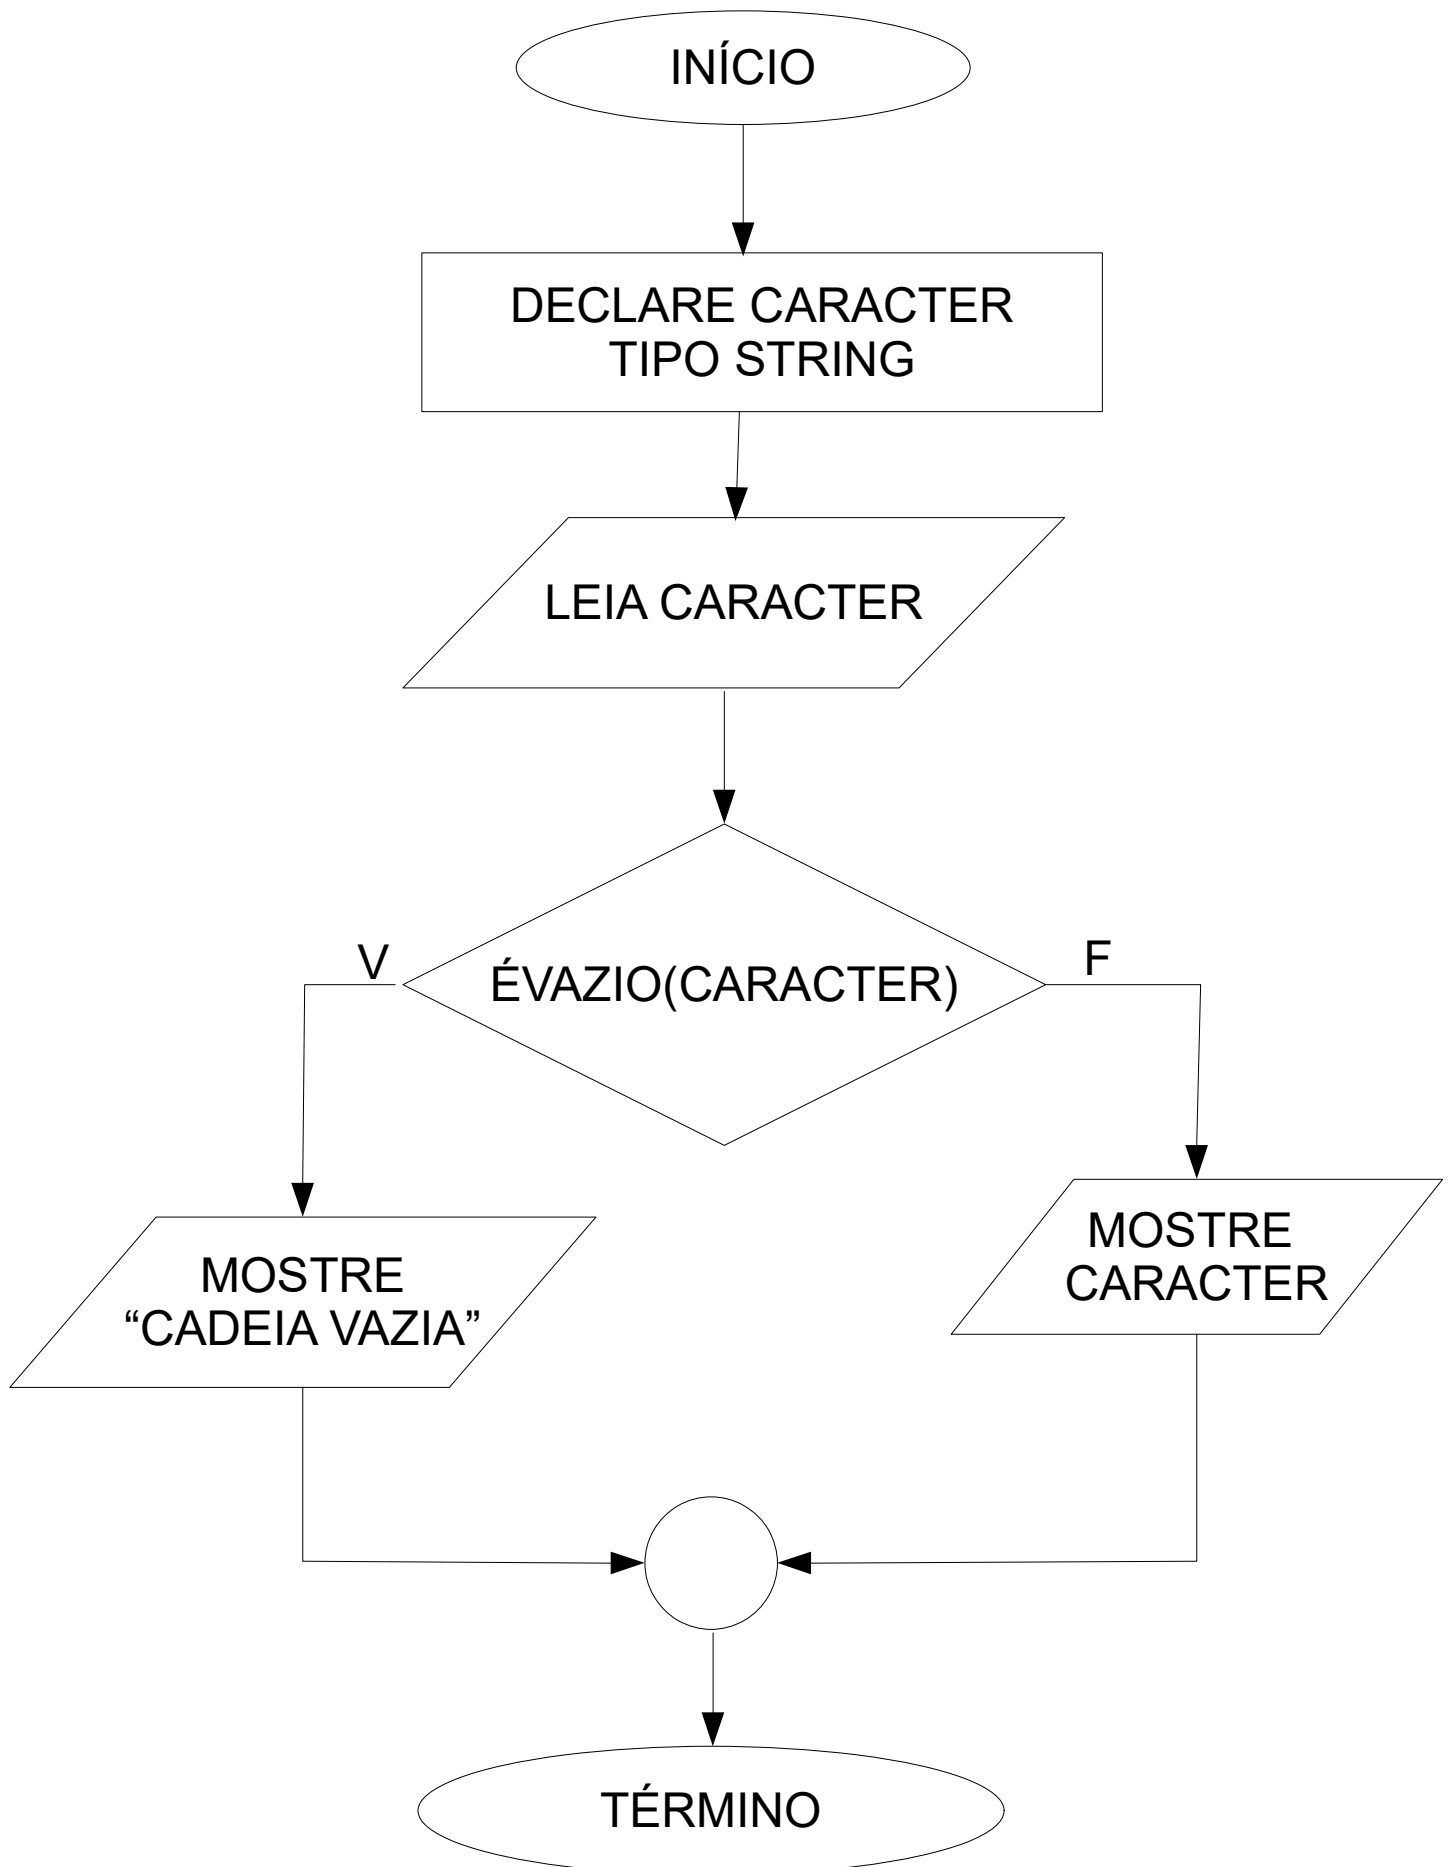 INÍCIO
DECLARE CARACTER
TIPO STRING
LEIA CARACTER
V
F
ÉVAZIO(CARACTER)
MOSTRE
“CADEIA VAZIA”
MOSTRE
CARACTER
TÉRMINO